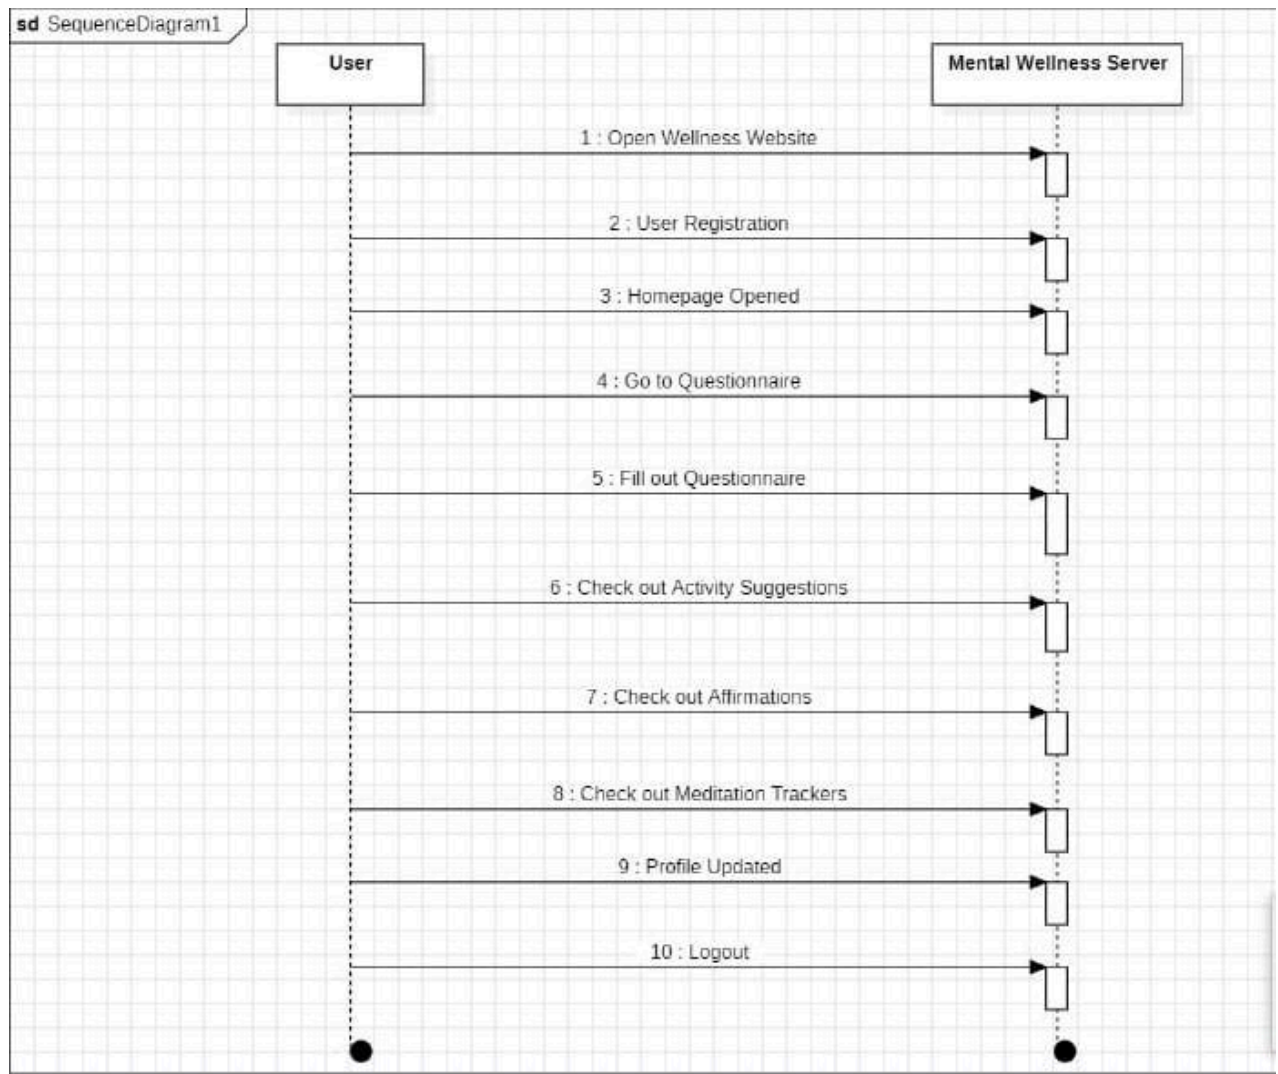 sd SequenceDiagram1
User
Mental Wellness Server
1 : Open Wellness Website
2 : User Registration
3 : Homepage Opened
4 : Go to Questionnaire
5 : Fill out Questionnaire
6 : Check out Activity Suggestions
7 : Check out Affirmations
8 : Check out Meditation Trackers
9 : Profile Updated
10 : Logout